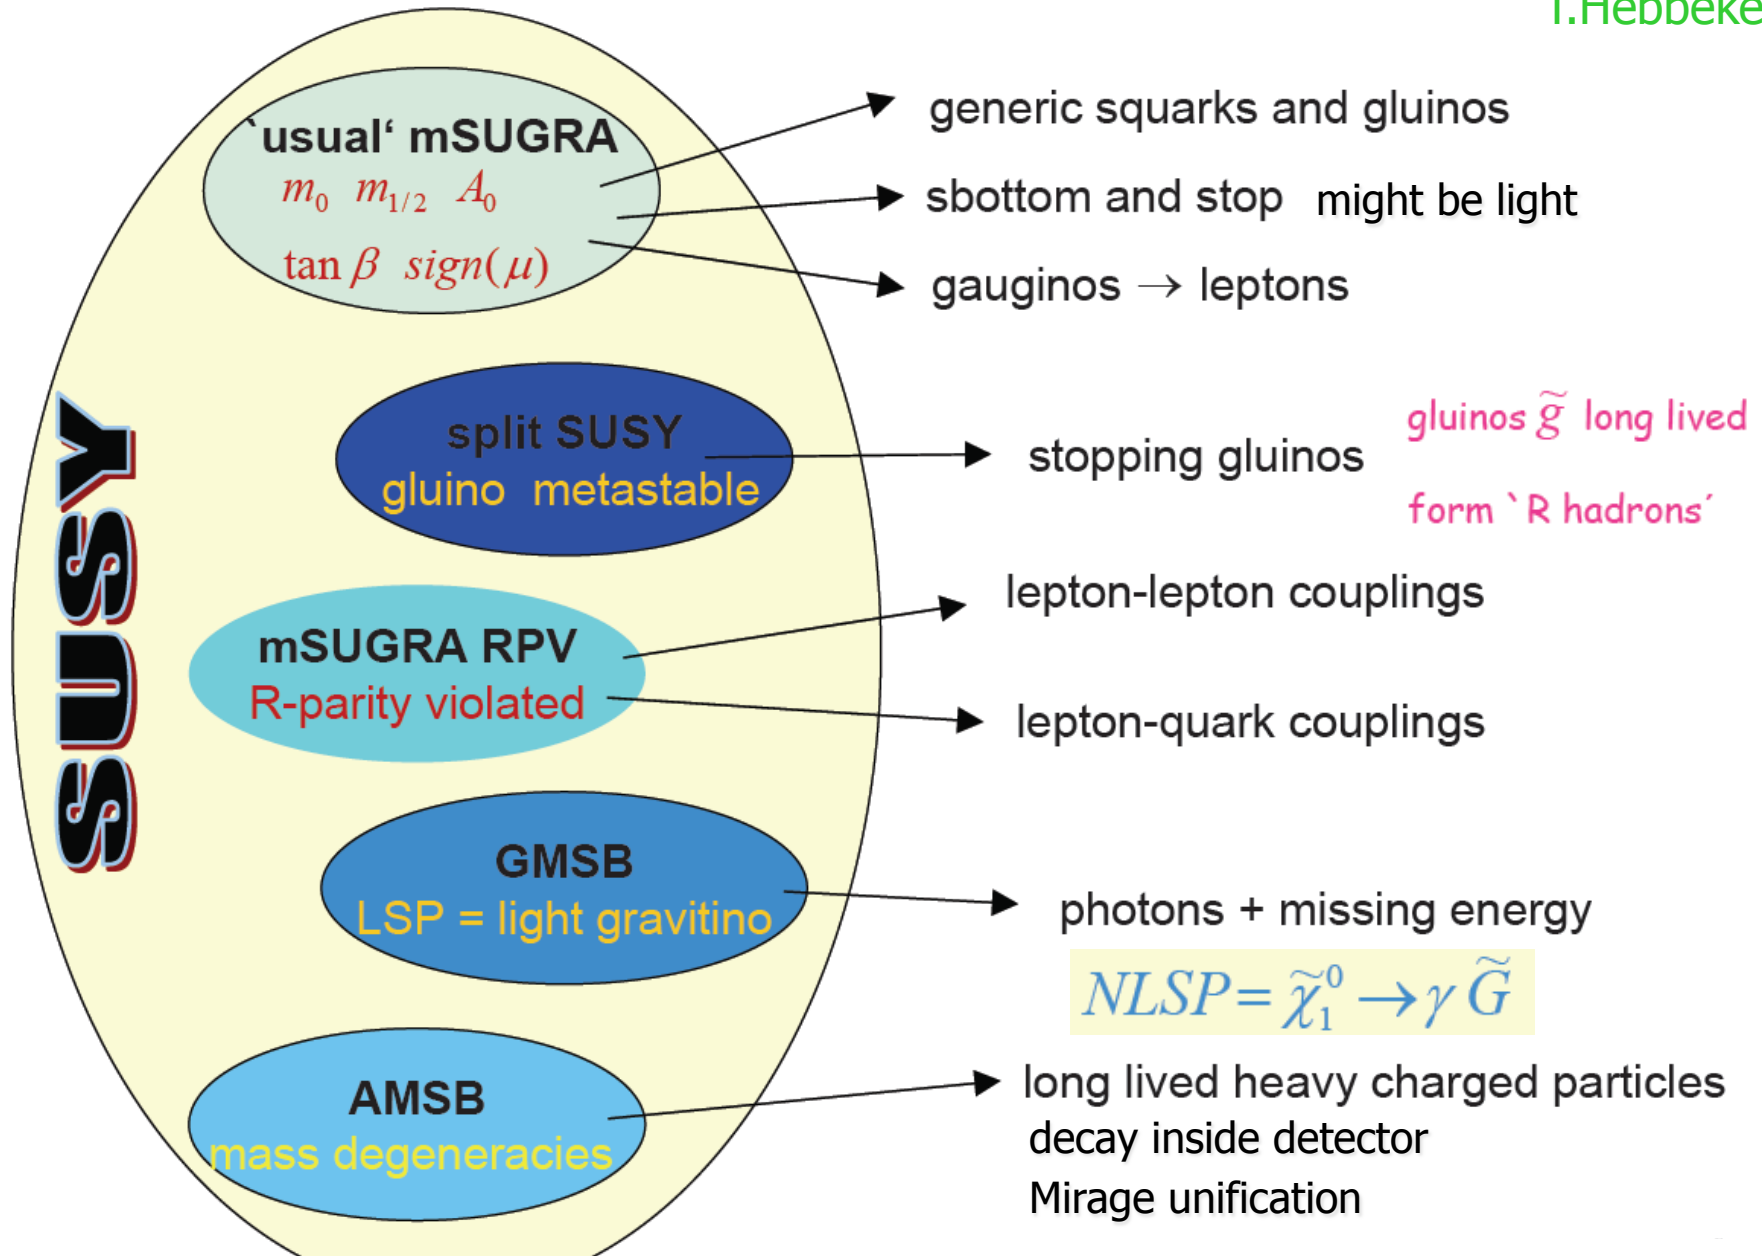 T.Hebbeke
`usual‘ mSUGRA
m₀ m₁/₂ A₀
tan β sign(μ)
generic squarks and gluinos
sbottom and stop might be light
gauginos → leptons
SUSY
split SUSY
gluino metastable
stopping gluinos
gluinos g̃ long lived
form `R hadrons´
mSUGRA RPV
R-parity violated
lepton-lepton couplings
lepton-quark couplings
GMSB
LSP = light gravitino
photons + missing energy
NLSP = χ̃₁⁰ → γ G̃
AMSB
mass degeneracies
long lived heavy charged particles
decay inside detector
Mirage unification